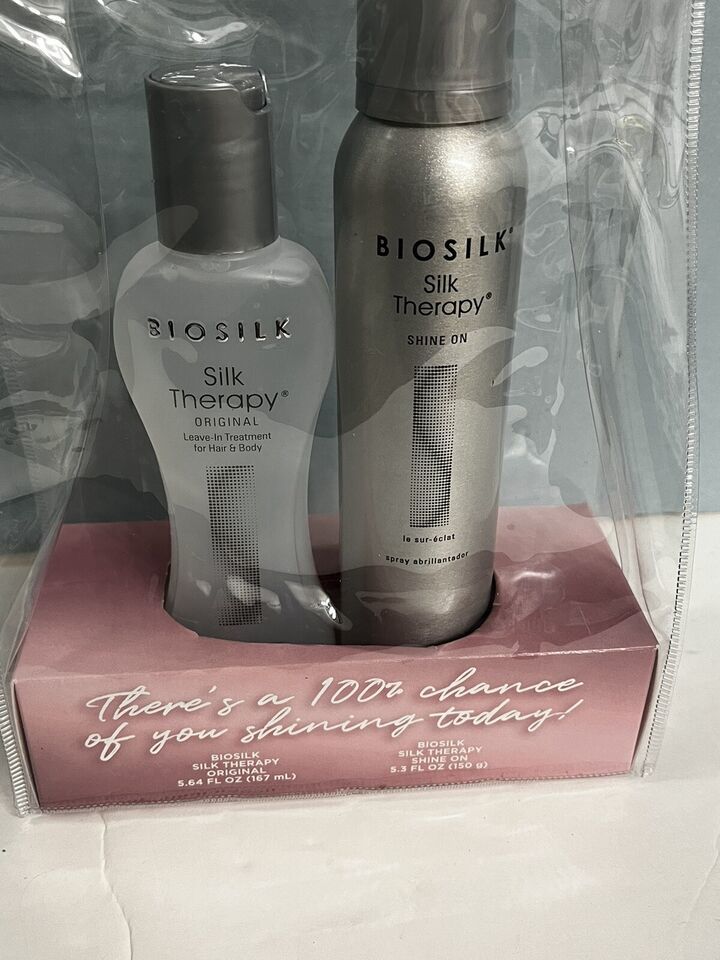 BIOSILK
Silk
Therapy®
ORIGINAL
Leave-In Treatment
for Hair & Body
BIOSILK®
Silk
Therapy®
SHINE ON
le sur-éclat
spray abrillantador
There's a 100% chance
of you shining today!
BIOSILK
SILK THERAPY
ORIGINAL
5.64 FL OZ (167 mL)
BIOSILK
SILK THERAPY
SHINE ON
5.3 FL OZ (150 g)